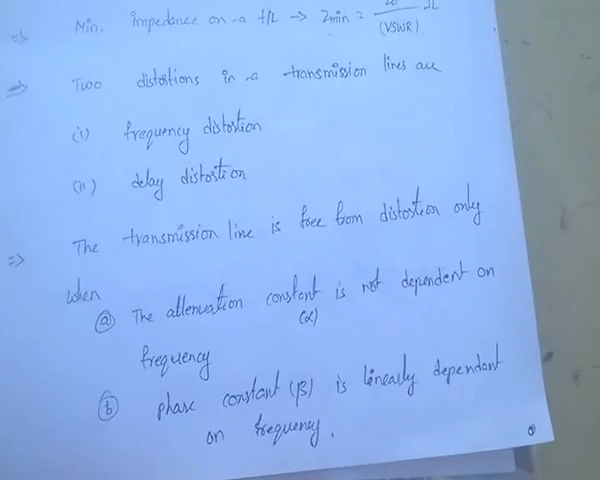 => Min. impedance on a t/L → Zmin = Z0/(VSWR) Ω
=> Two distortions in a transmission lines are
(i) frequency distortion
(ii) delay distortion
=> The transmission line is free from distortion only
when
(a) The attenuation constant is not dependent on
(α)
frequency
(b) phase constant (β) is linearly dependant
on frequency.